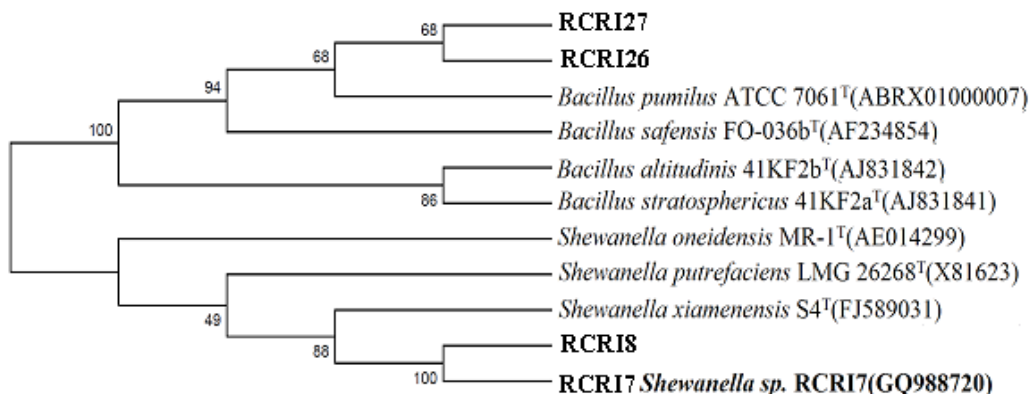 RCRI27
68
RCRI26
68
Bacillus pumilus ATCC 7061ᵀ(ABRX01000007)
94
Bacillus safensis FO-036bᵀ(AF234854)
100
Bacillus altitudinis 41KF2bᵀ(AJ831842)
86
Bacillus stratosphericus 41KF2aᵀ(AJ831841)
Shewanella oneidensis MR-1ᵀ(AE014299)
Shewanella putrefaciens LMG 26268ᵀ(X81623)
49
Shewanella xiamenensis S4ᵀ(FJ589031)
88
RCRI8
100
RCRI7 Shewanella sp. RCRI7(GQ988720)